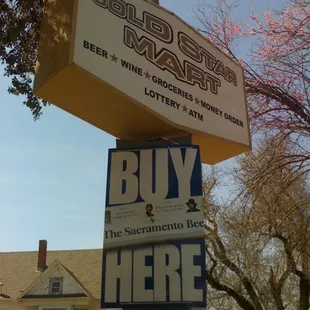 GOLD STAR
MART
BEER ★ WINE ★ GROCERIES ★ MONEY ORDER
LOTTERY ★ ATM
BUY
The Sacramento Bee
HERE